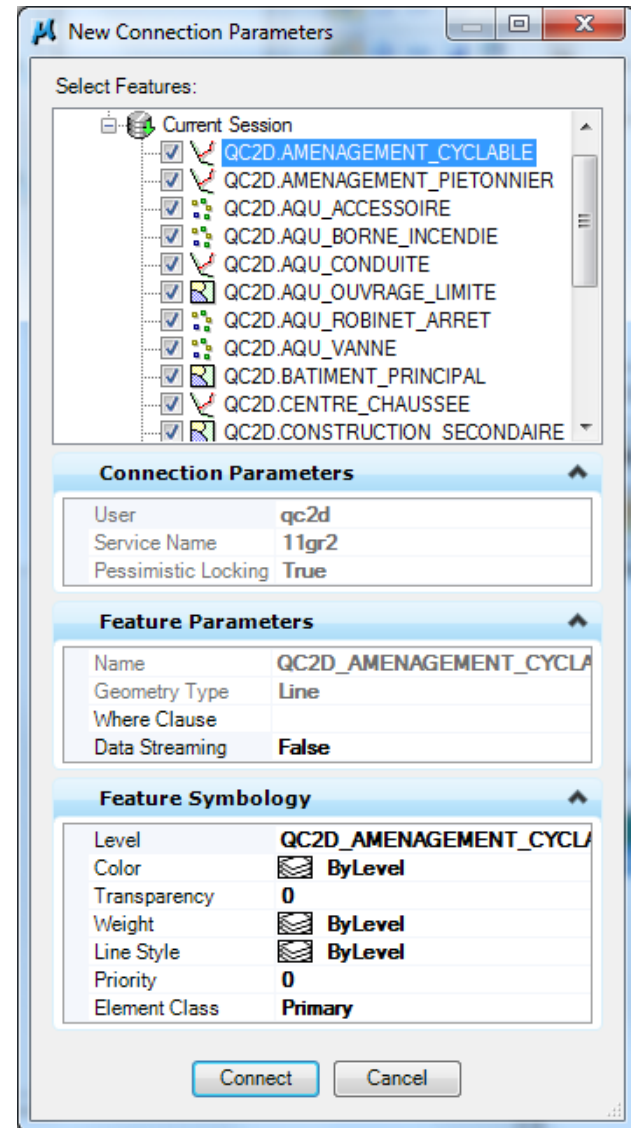 New Connection Parameters
Select Features:
Current Session
QC2D.AMENAGEMENT_CYCLABLE
QC2D.AMENAGEMENT_PIETONNIER
QC2D.AQU_ACCESSOIRE
QC2D.AQU_BORNE_INCENDIE
QC2D.AQU_CONDUITE
QC2D.AQU_OUVRAGE_LIMITE
QC2D.AQU_ROBINET_ARRET
QC2D.AQU_VANNE
QC2D.BATIMENT_PRINCIPAL
QC2D.CENTRE_CHAUSSEE
QC2D.CONSTRUCTION_SECONDAIRE
Connection Parameters
User qc2d
Service Name 11gr2
Pessimistic Locking True
Feature Parameters
Name QC2D_AMENAGEMENT_CYCLA
Geometry Type Line
Where Clause
Data Streaming False
Feature Symbology
Level QC2D_AMENAGEMENT_CYCL
Color ByLevel
Transparency 0
Weight ByLevel
Line Style ByLevel
Priority 0
Element Class Primary
Connect Cancel